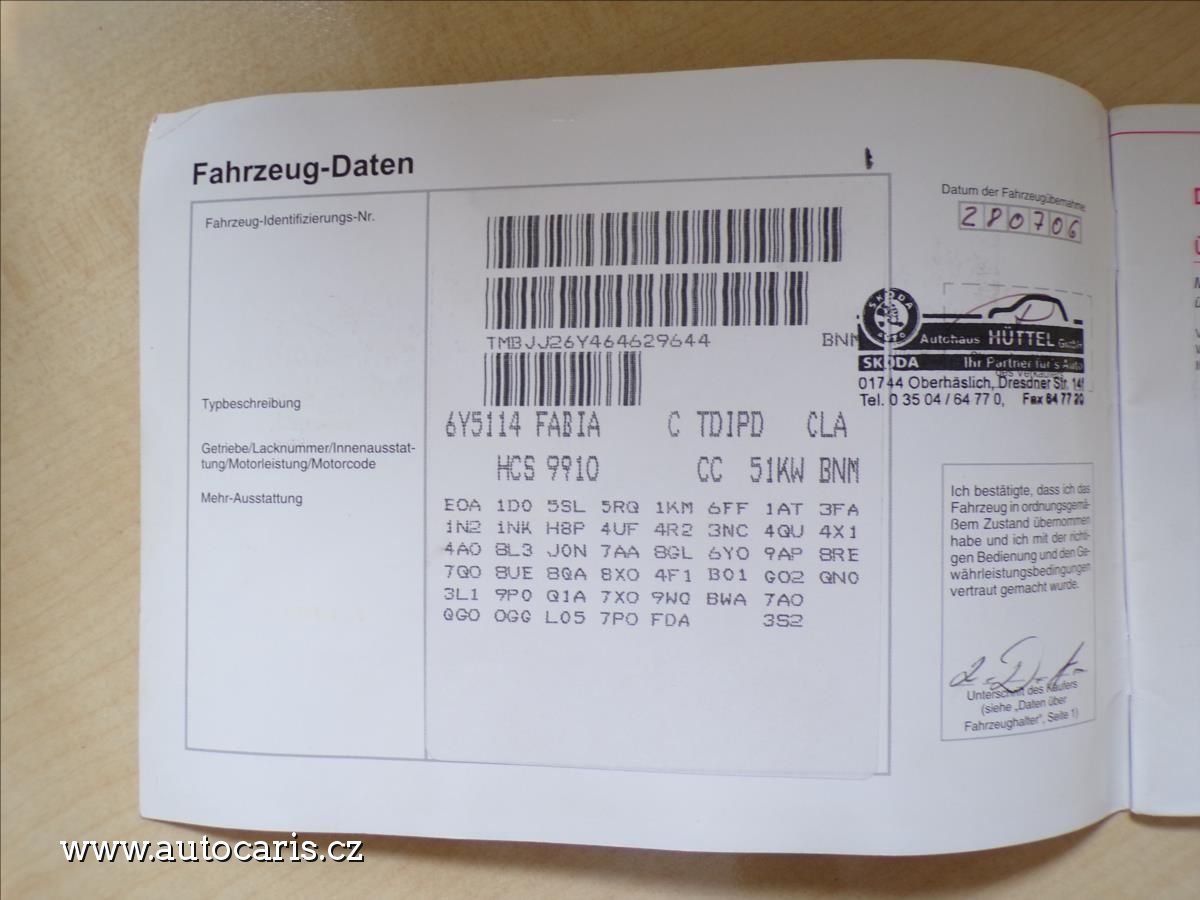 Fahrzeug-Daten
Fahrzeug-Identifizierungs-Nr.
TMBJJ26Y464629644 BNM
Typbeschreibung
6Y5114 FABIA C TDIPD CLA
Getriebe/Lacknummer/Innenausstat-
tung/Motorleistung/Motorcode
HCS 9910 CC 51KW BNM
Mehr-Ausstattung
E0A 1D0 5SL 5RQ 1KM 6FF 1AT 3FA
1N2 1NK H8P 4UF 4R2 3NC 4QU 4X1
4A0 8L3 J0N 7AA 8GL 6Y0 9AP 8RE
7Q0 8UE 8QA 8X0 4F1 B01 G02 QN0
3L1 9P0 Q1A 7X0 9WQ BWA 7A0
QG0 0GG L05 7P0 FDA 3S2
Datum der Fahrzeugübernahme
280706
SKODA
AUTO
Autohaus HÜTTEL GmbH
SKODA Ihr Partner für's Auto
des Verkäufers
01744 Oberhäslich, Dresdner Str. 14f
Tel. 0 35 04 / 64 77 0, Fax 64 77 20
Ich bestätigte, dass ich das
Fahrzeug in ordnungsgemä-
ßem Zustand übernommen
habe und ich mit der richti-
gen Bedienung und den Ge-
währleistungsbedingungen
vertraut gemacht wurde.
Unterschrift des Käufers
(siehe „Daten über
Fahrzeughalter", Seite 1)
www.autocaris.cz